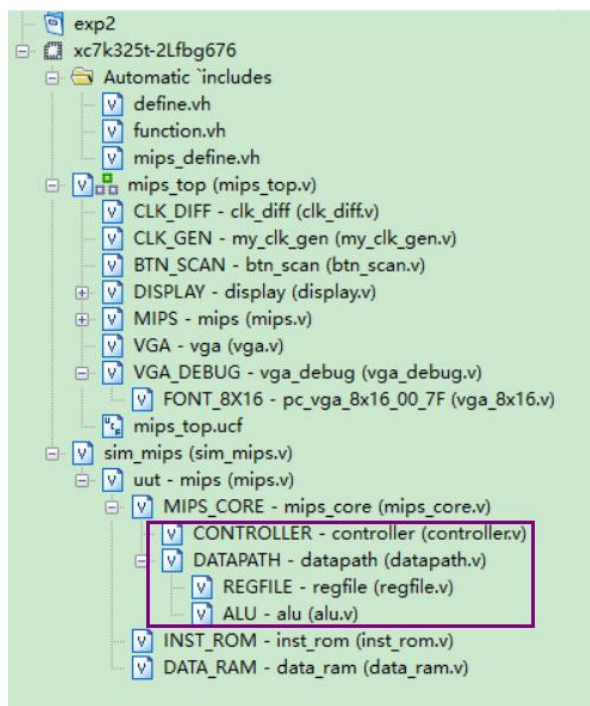 exp2
xc7k325t-2Lfbg676
Automatic `includes
define.vh
function.vh
mips_define.vh
mips_top (mips_top.v)
CLK_DIFF - clk_diff (clk_diff.v)
CLK_GEN - my_clk_gen (my_clk_gen.v)
BTN_SCAN - btn_scan (btn_scan.v)
DISPLAY - display (display.v)
MIPS - mips (mips.v)
VGA - vga (vga.v)
VGA_DEBUG - vga_debug (vga_debug.v)
FONT_8X16 - pc_vga_8x16_00_7F (vga_8x16.v)
mips_top.ucf
sim_mips (sim_mips.v)
uut - mips (mips.v)
MIPS_CORE - mips_core (mips_core.v)
CONTROLLER - controller (controller.v)
DATAPATH - datapath (datapath.v)
REGFILE - regfile (regfile.v)
ALU - alu (alu.v)
INST_ROM - inst_rom (inst_rom.v)
DATA_RAM - data_ram (data_ram.v)